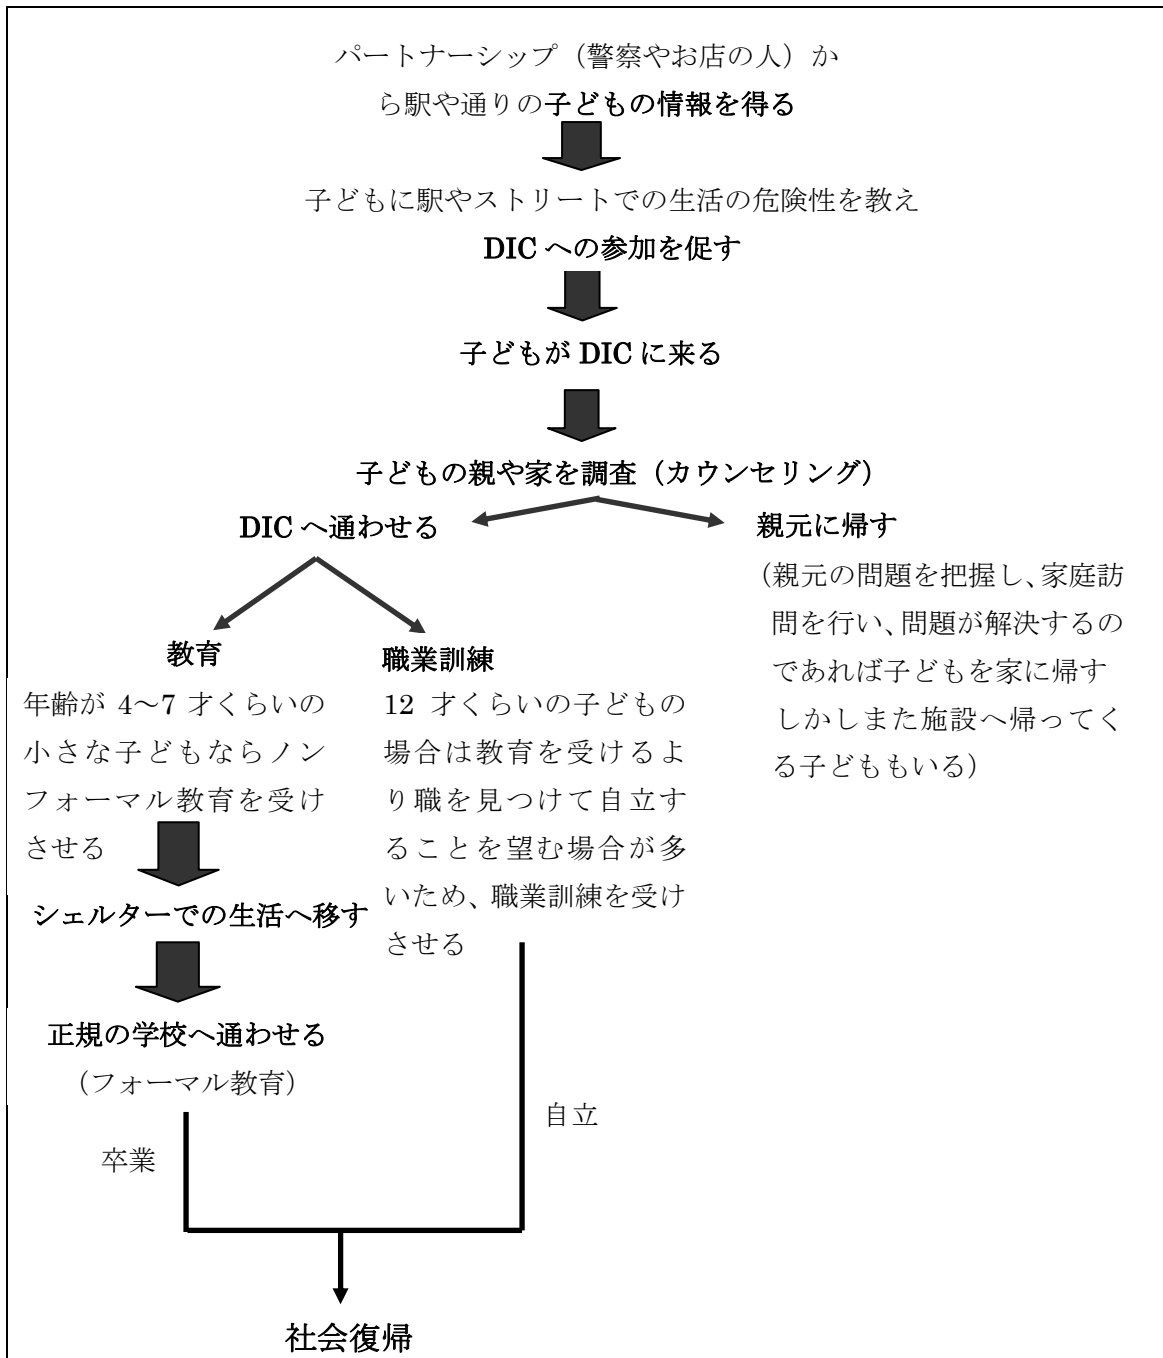 パートナーシップ（警察やお店の人）か
ら駅や通りの子どもの情報を得る
子どもに駅やストリートでの生活の危険性を教え
DIC への参加を促す
子どもが DIC に来る
子どもの親や家を調査（カウンセリング）
DIC へ通わせる
親元に帰す
（親元の問題を把握し、家庭訪
問を行い、問題が解決するの
であれば子どもを家に帰す
しかしまた施設へ帰ってく
る子どももいる）
教育
年齢が 4～7 才くらいの
小さな子どもならノン
フォーマル教育を受け
させる
シェルターでの生活へ移す
正規の学校へ通わせる
（フォーマル教育）
卒業
職業訓練
12 才くらいの子どもの
場合は教育を受けるよ
り職を見つけて自立す
ることを望む場合が多
いため、職業訓練を受け
させる
自立
社会復帰